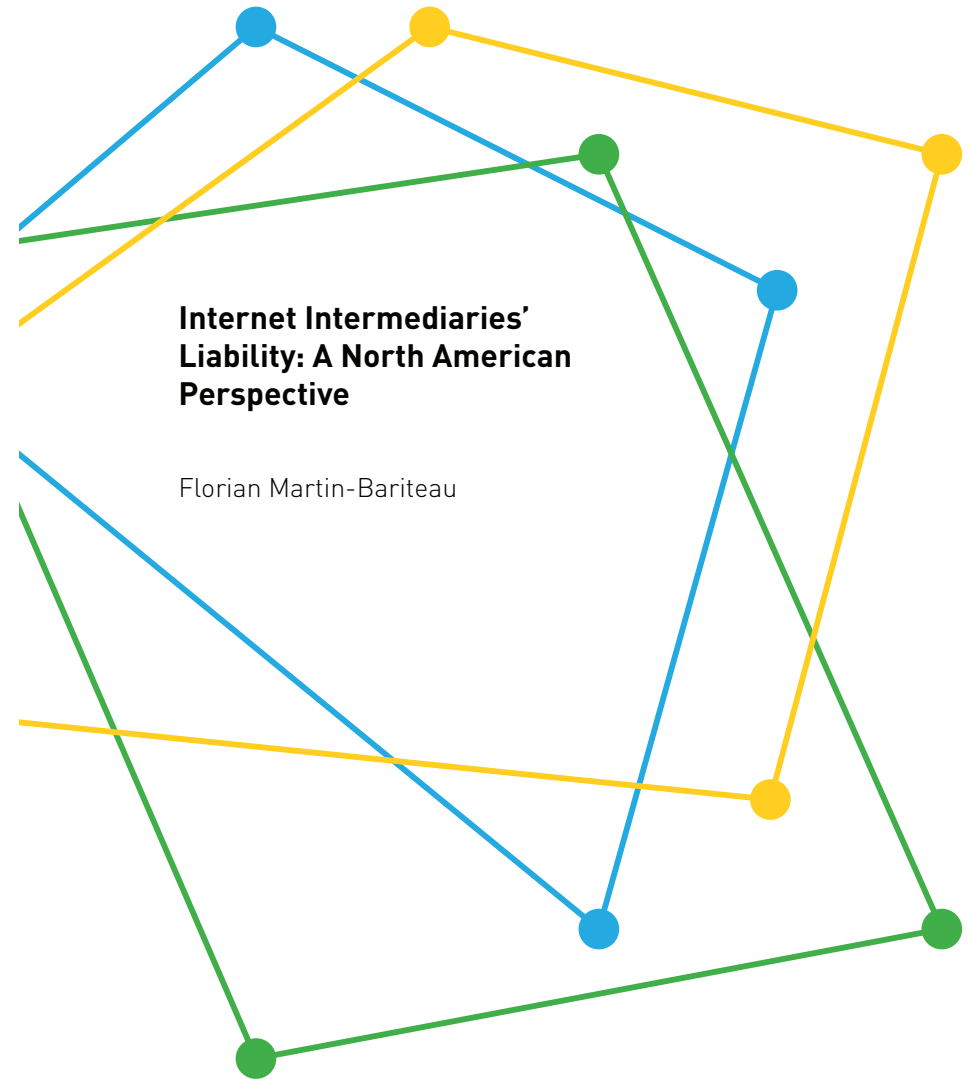 Internet Intermediaries’
Liability: A North American
Perspective
Florian Martin-Bariteau